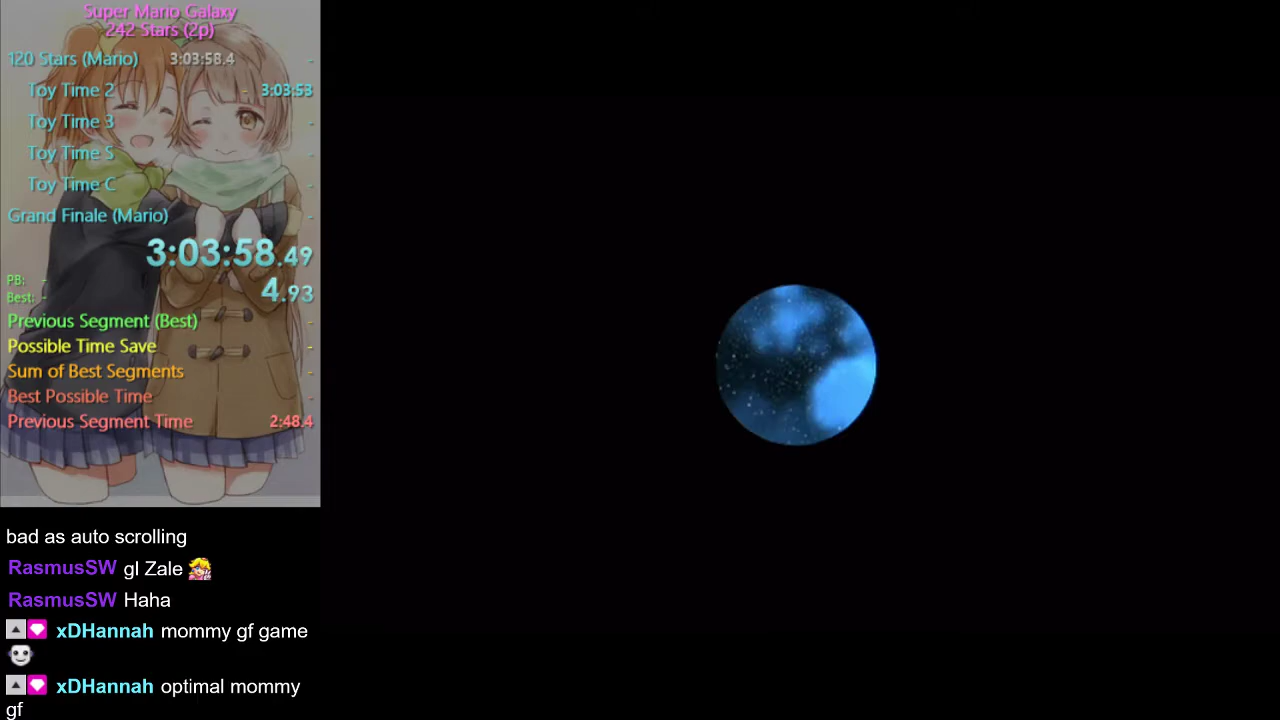 Super Mario Galaxy
242 Stars (2p)
120 Stars (Mario) 3:03:58.4 -
Toy Time 2 - 3:03:53
Toy Time 3 -
Toy Time S -
Toy Time C -
Grand Finale (Mario) -
3:03:58.49
PB: -
4.93
Best: -
Previous Segment (Best) -
Possible Time Save -
Sum of Best Segments -
Best Possible Time -
Previous Segment Time 2:48.4
bad as auto scrolling
RasmusSW gl Zale
RasmusSW Haha
xDHannah mommy gf game
xDHannah optimal mommy
gf